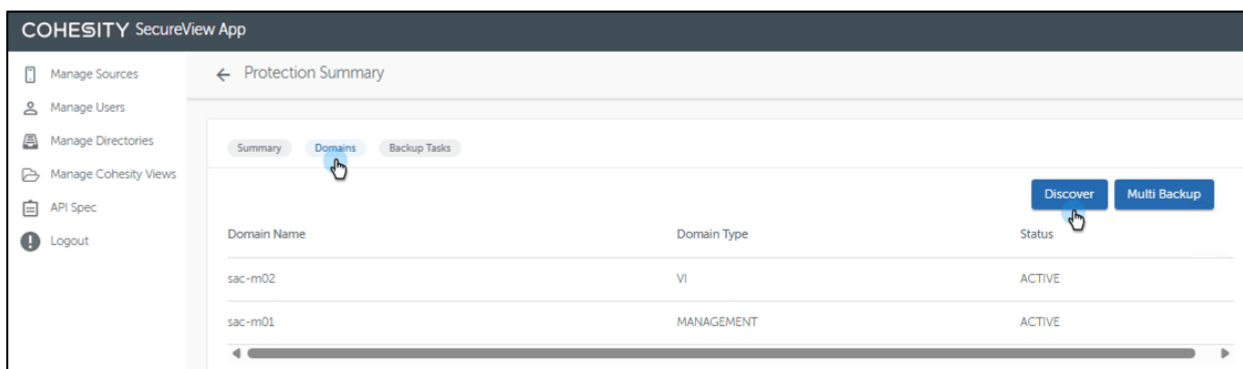 COHESITY SecureView App
Manage Sources
Manage Users
Manage Directories
Manage Cohesity Views
API Spec
Logout
Protection Summary
Summary Domains Backup Tasks
Discover Multi Backup
Domain Name Domain Type Status
sac-m02 VI ACTIVE
sac-m01 MANAGEMENT ACTIVE